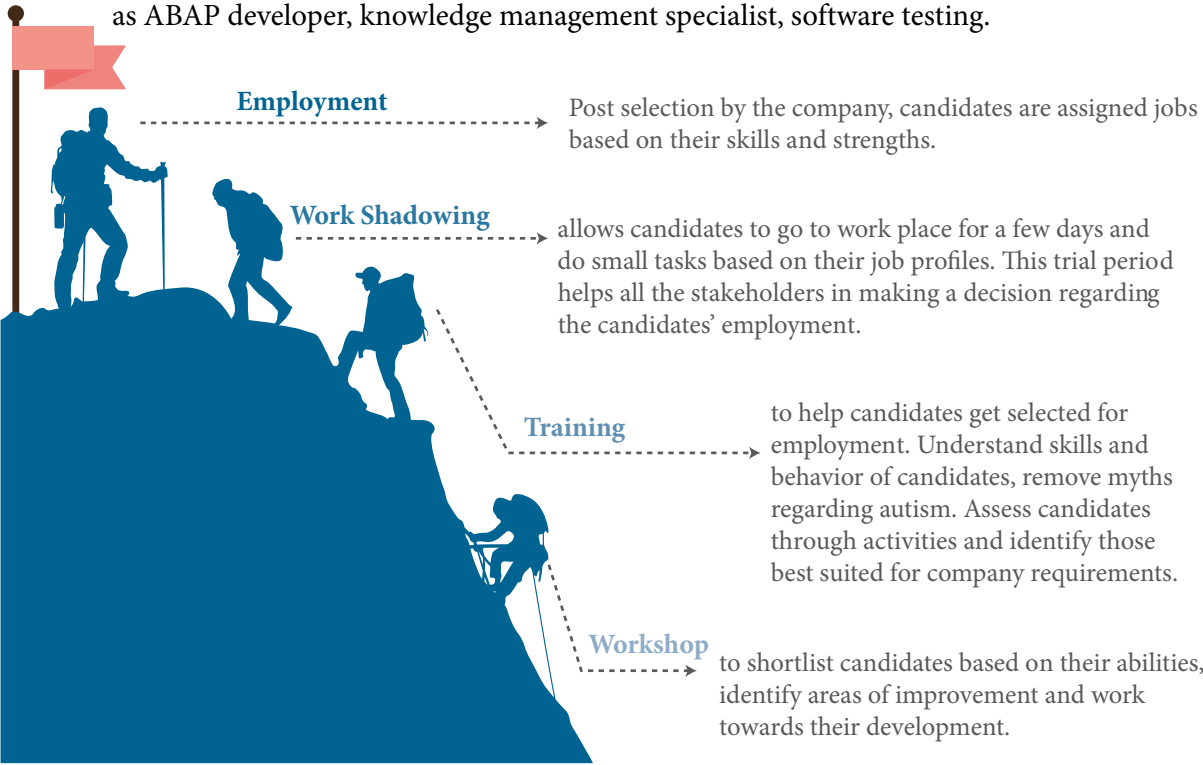 as ABAP developer, knowledge management specialist, software testing.
Employment
Post selection by the company, candidates are assigned jobs
based on their skills and strengths.
Work Shadowing
allows candidates to go to work place for a few days and
do small tasks based on their job profiles. This trial period
helps all the stakeholders in making a decision regarding
the candidates’ employment.
Training
to help candidates get selected for
employment. Understand skills and
behavior of candidates, remove myths
regarding autism. Assess candidates
through activities and identify those
best suited for company requirements.
Workshop
to shortlist candidates based on their abilities,
identify areas of improvement and work
towards their development.